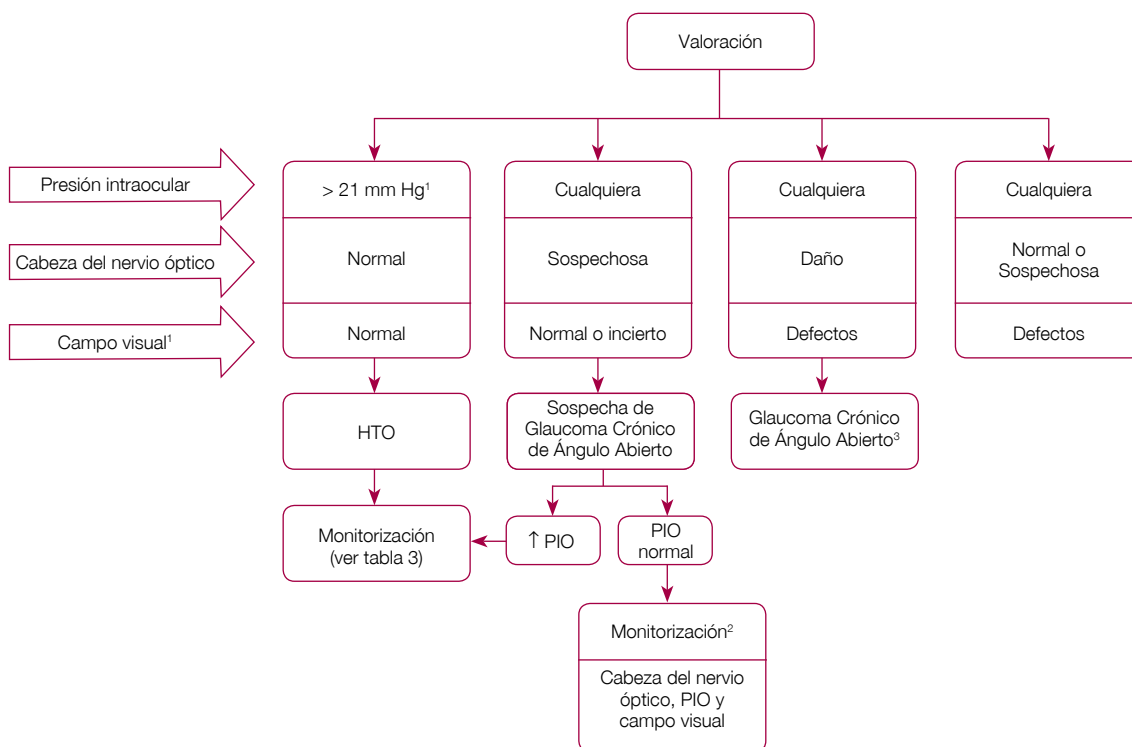 Valoración
Presión intraocular
> 21 mm Hg¹
Cualquiera
Cualquiera
Cualquiera
Cabeza del nervio óptico
Normal
Sospechosa
Daño
Normal o
Sospechosa
Campo visual¹
Normal
Normal o incierto
Defectos
Defectos
HTO
Sospecha de
Glaucoma Crónico
de Ángulo Abierto
Glaucoma Crónico
de Ángulo Abierto³
Monitorización
(ver tabla 3)
↑ PIO
PIO
normal
Monitorización²
Cabeza del nervio
óptico, PIO y
campo visual